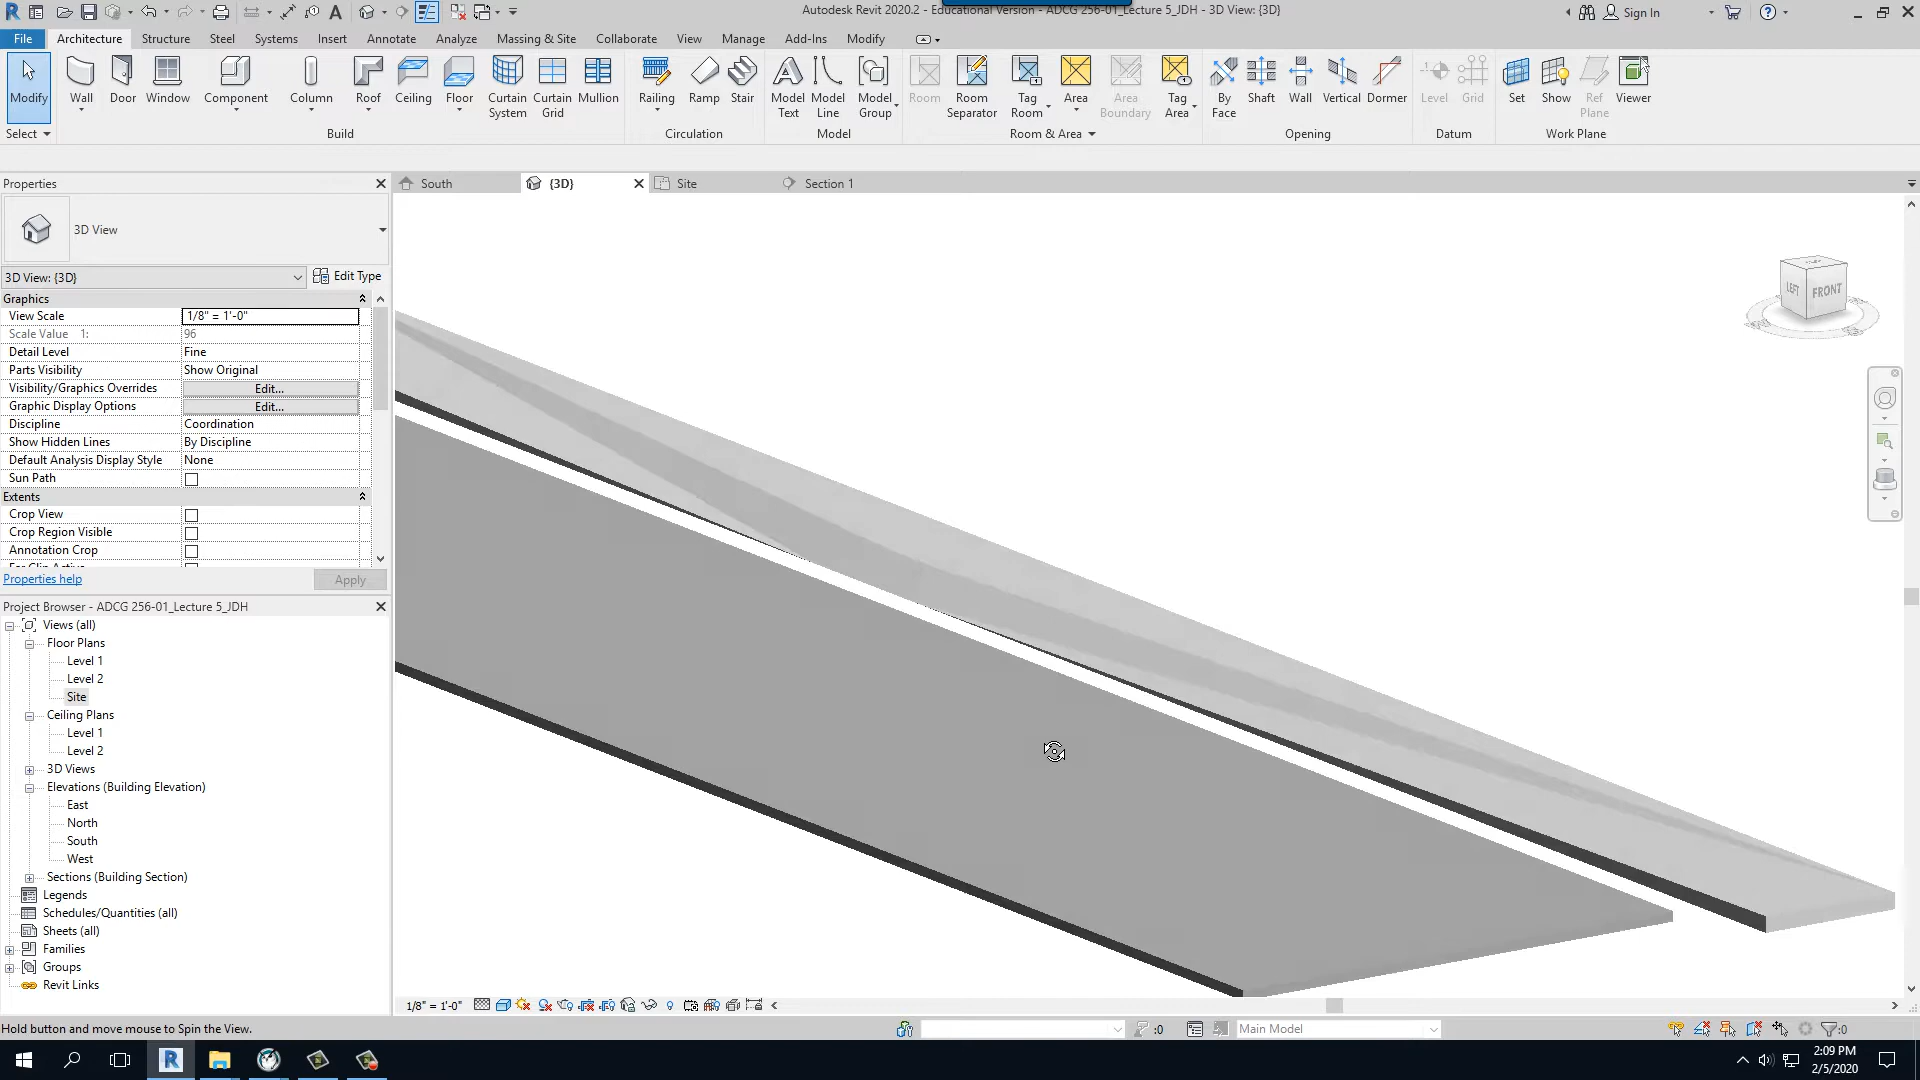 Autodesk Revit 2020.2 - Educational Version - ADCG 256-01_Lecture 5_JDH - 3D View: {3D}
Sign In
File Architecture Structure Steel Systems Insert Annotate Analyze Massing & Site Collaborate View Manage Add-Ins Modify
Modify Wall Door Window Component Column Roof Ceiling Floor Curtain System Curtain Grid Mullion Railing Ramp Stair Model Text Model Line Model Group Room Room Separator Tag Room Area Area Boundary Tag Area By Face Shaft Wall Vertical Dormer Level Grid Set Show Ref Plane Viewer
Select Build Circulation Model Room & Area Opening Datum Work Plane
Properties
South {3D} Site Section 1
3D View
3D View: {3D} Edit Type
Graphics
View Scale 1/8" = 1'-0"
Scale Value 1: 96
Detail Level Fine
Parts Visibility Show Original
Visibility/Graphics Overrides Edit...
Graphic Display Options Edit...
Discipline Coordination
Show Hidden Lines By Discipline
Default Analysis Display Style None
Sun Path
Extents
Crop View
Crop Region Visible
Annotation Crop
Properties help Apply
Project Browser - ADCG 256-01_Lecture 5_JDH
Views (all)
Floor Plans
Level 1
Level 2
Site
Ceiling Plans
Level 1
Level 2
3D Views
Elevations (Building Elevation)
East
North
South
West
Sections (Building Section)
Legends
Schedules/Quantities (all)
Sheets (all)
Families
Groups
Revit Links
LEFT FRONT
1/8" = 1'-0"
Hold button and move mouse to Spin the View.
:0 Main Model :0
2:09 PM
2/5/2020